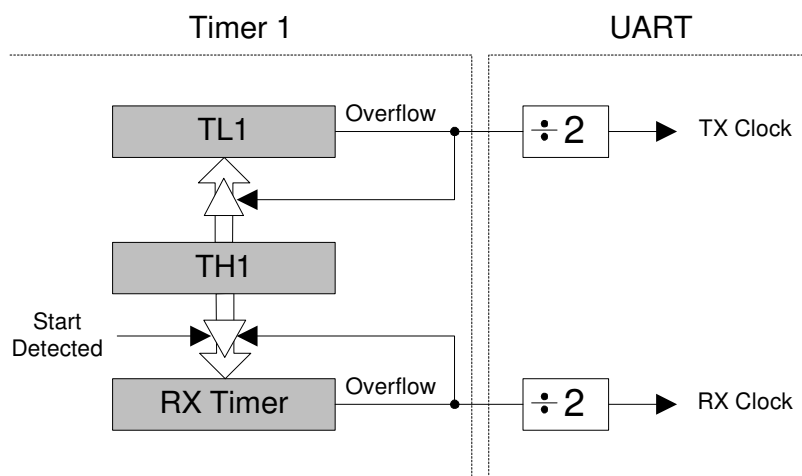 Timer 1
UART
TL1
Overflow
÷ 2
TX Clock
TH1
Start
Detected
RX Timer
Overflow
÷ 2
RX Clock